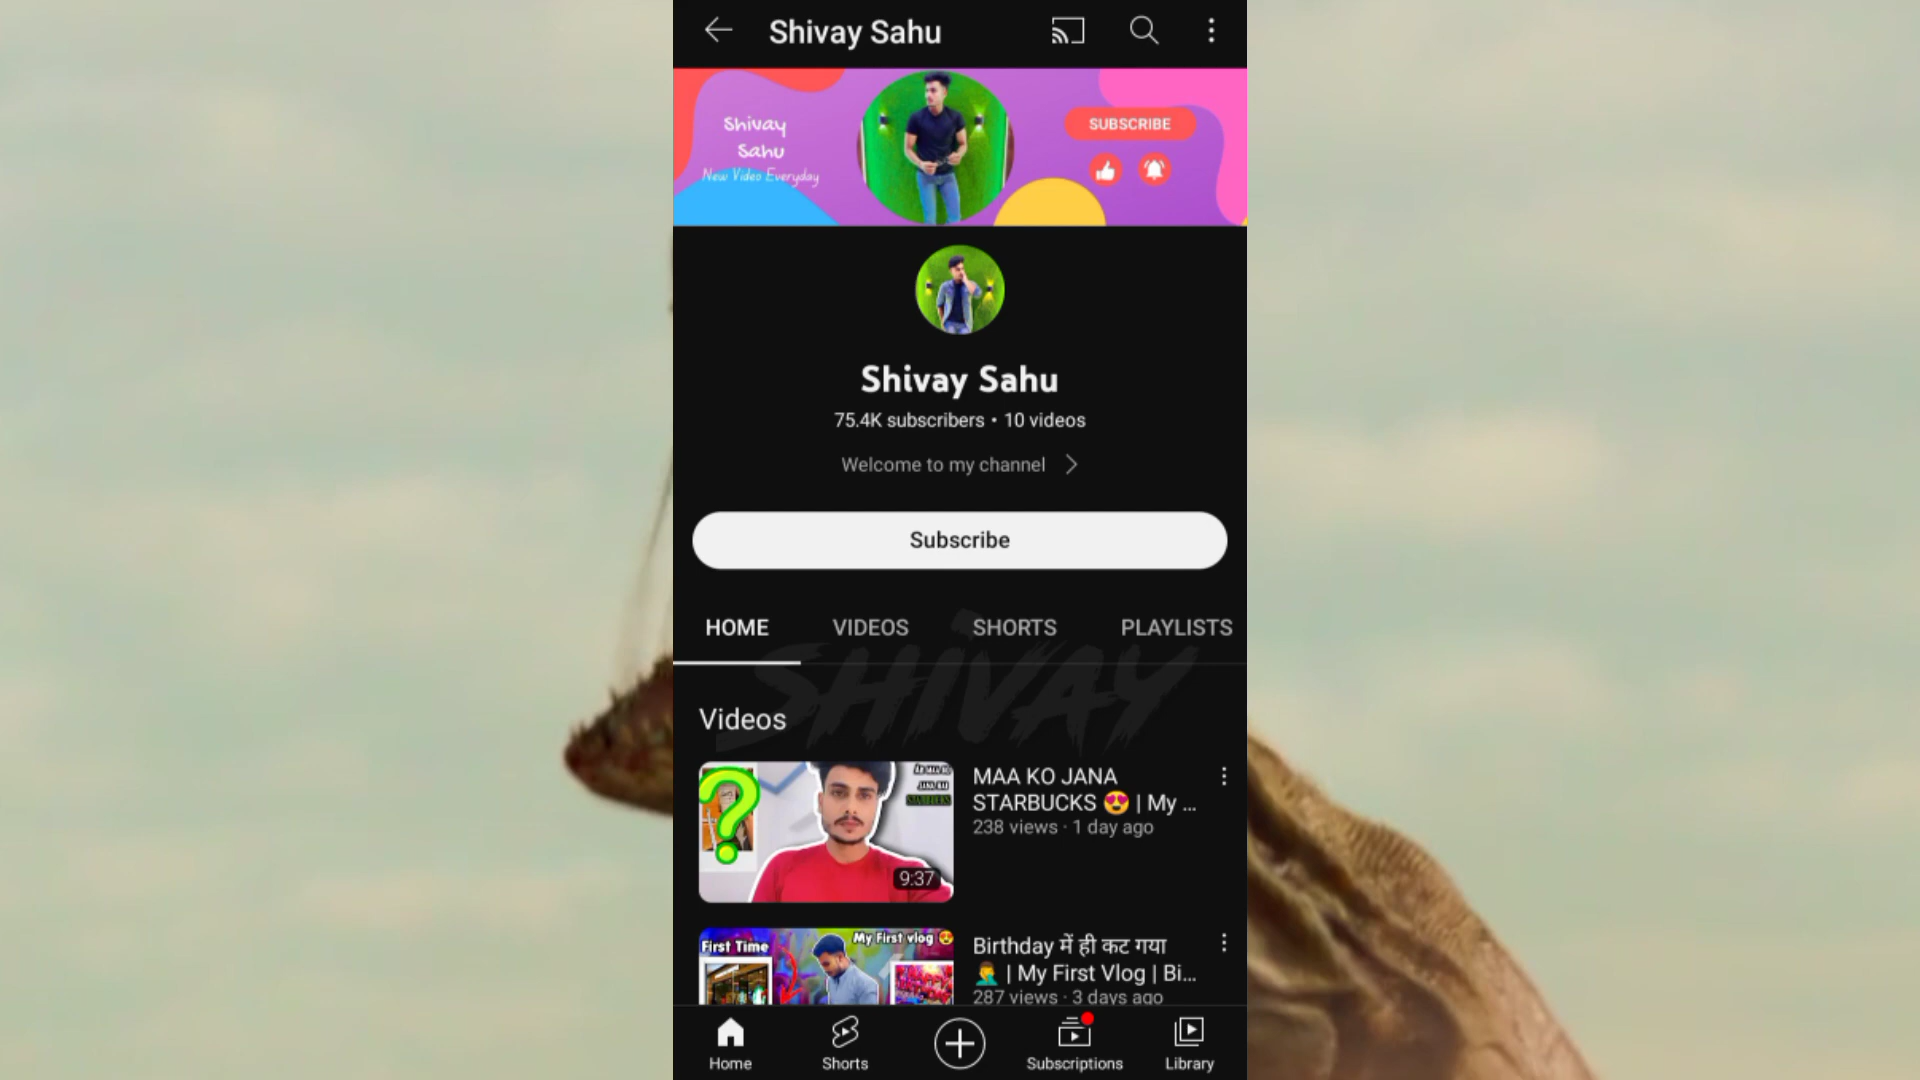 Shivay Sahu
Shivay
Sahu
New Video Everyday
SUBSCRIBE
Shivay Sahu
75.4K subscribers • 10 videos
Welcome to my channel
Subscribe
HOME VIDEOS SHORTS PLAYLISTS
SHIVAY
Videos
MAA KO JANA
STARBUCKS 😍 | My ...
238 views · 1 day ago
JANA HAI
STARBUCKS
9:37
First Time
My First vlog 😍
Birthday में ही कट गया
🤦‍♂️ | My First Vlog | Bi...
287 views · 3 days ago
Home Shorts Subscriptions Library